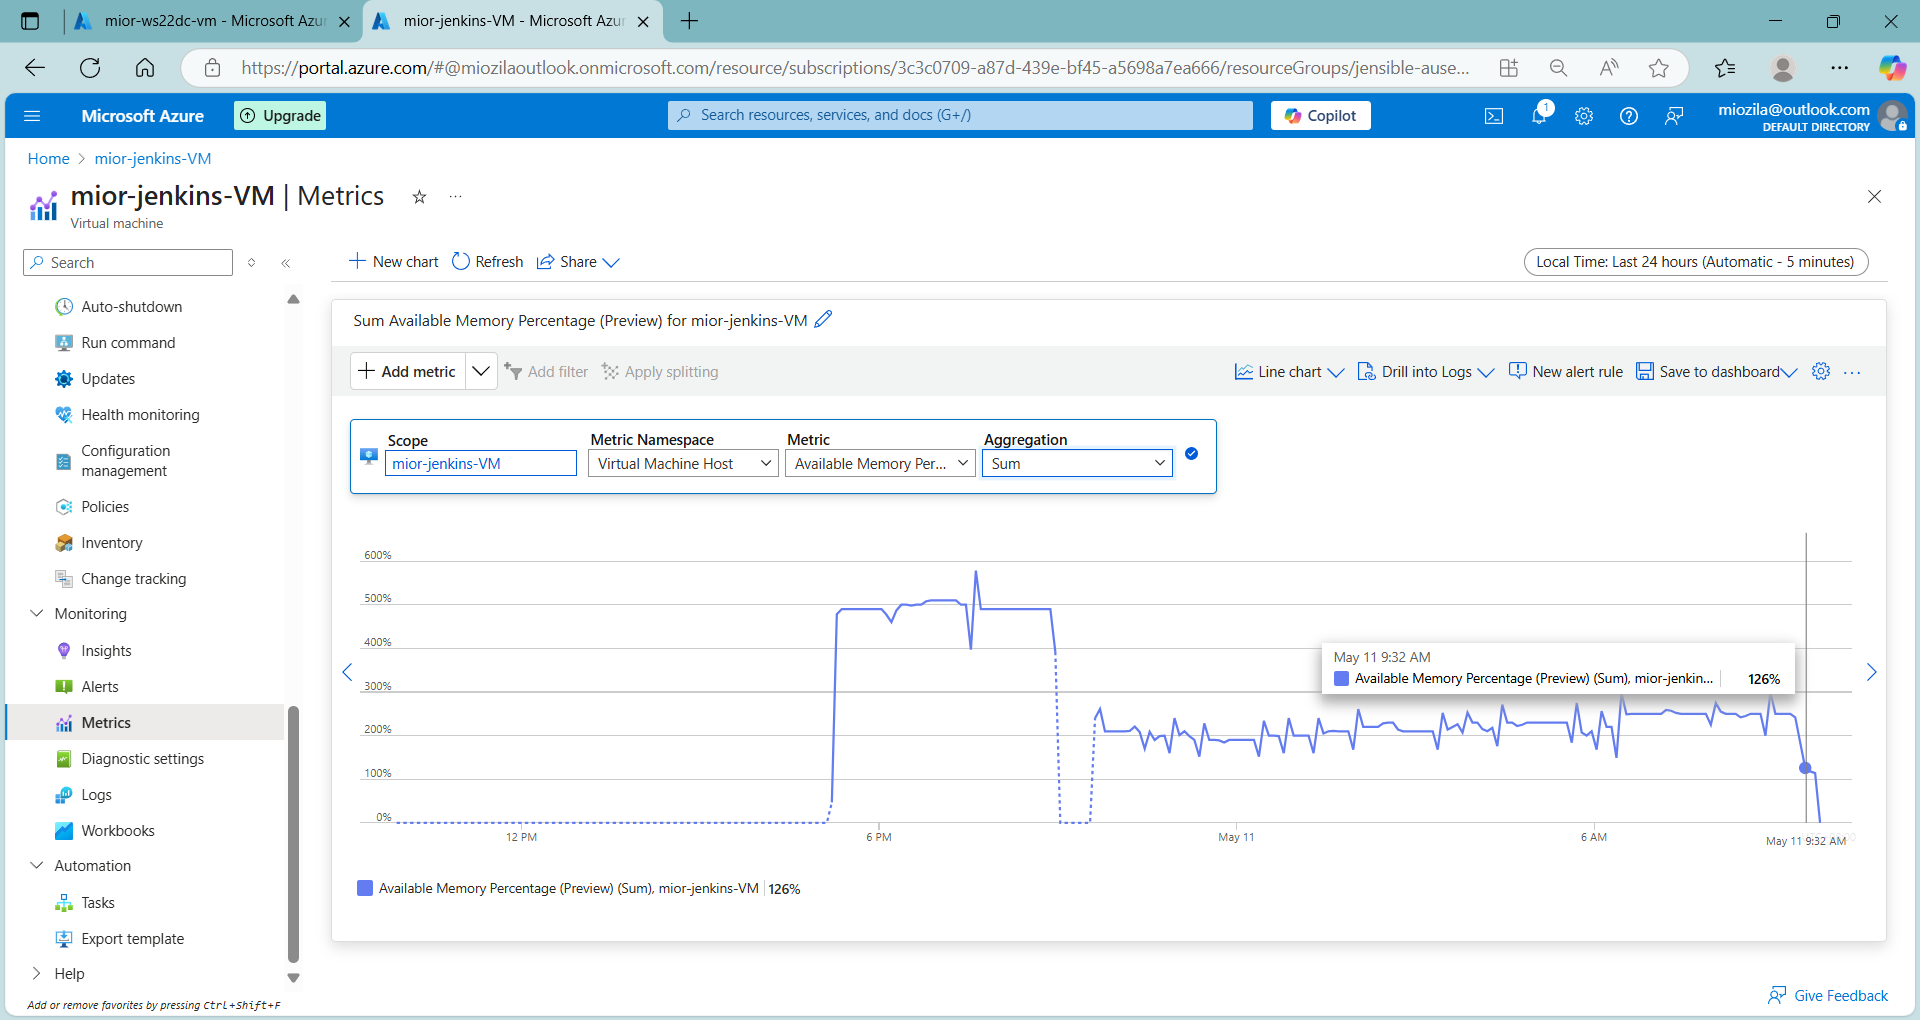 mior-ws22dc-vm - Microsoft Azur
mior-jenkins-VM - Microsoft Azur
https://portal.azure.com/#@miozilaoutlook.onmicrosoft.com/resource/subscriptions/3c3c0709-a87d-439e-bf45-a5698a7ea666/resourceGroups/jensible-ause...
Microsoft Azure
Upgrade
Search resources, services, and docs (G+/)
Copilot
1
miozila@outlook.com
DEFAULT DIRECTORY
Home > mior-jenkins-VM
mior-jenkins-VM | Metrics
Virtual machine
Search
New chart
Refresh
Share
Local Time: Last 24 hours (Automatic - 5 minutes)
Auto-shutdown
Run command
Updates
Health monitoring
Configuration
management
Policies
Inventory
Change tracking
Monitoring
Insights
Alerts
Metrics
Diagnostic settings
Logs
Workbooks
Automation
Tasks
Export template
Help
Add or remove favorites by pressing Ctrl+Shift+F
Sum Available Memory Percentage (Preview) for mior-jenkins-VM
Add metric
Add filter
Apply splitting
Line chart
Drill into Logs
New alert rule
Save to dashboard
Scope
Metric Namespace
Metric
Aggregation
mior-jenkins-VM
Virtual Machine Host
Available Memory Per...
Sum
600%
500%
400%
300%
200%
100%
0%
May 11 9:32 AM
Available Memory Percentage (Preview) (Sum), mior-jenkin... 126%
12 PM
6 PM
May 11
6 AM
May 11 9:32 AM
Available Memory Percentage (Preview) (Sum), mior-jenkins-VM 126%
Give Feedback